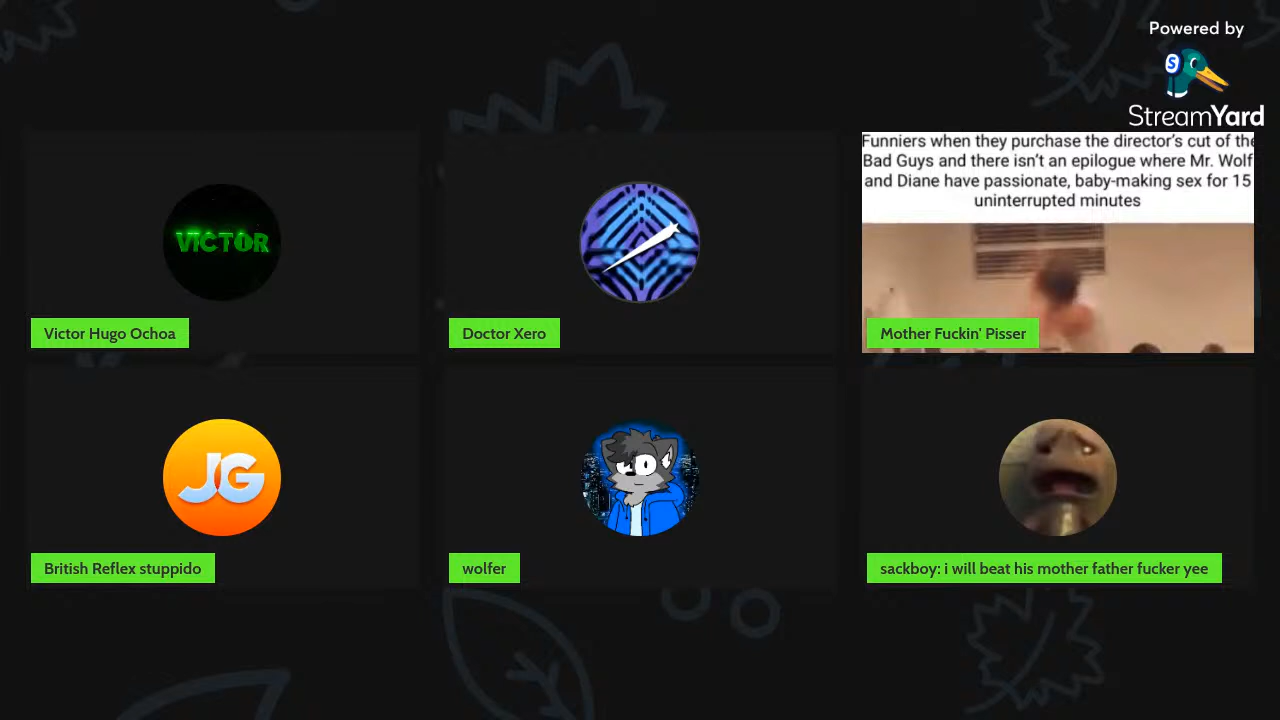 Powered by
S
StreamYard
VICTOR
Victor Hugo Ochoa
Doctor Xero
Funniers when they purchase the director's cut of the
Bad Guys and there isn't an epilogue where Mr. Wolf
and Diane have passionate, baby-making sex for 15
uninterrupted minutes
Mother Fuckin' Pisser
JG
British Reflex stuppido
wolfer
sackboy: i will beat his mother father fucker yee